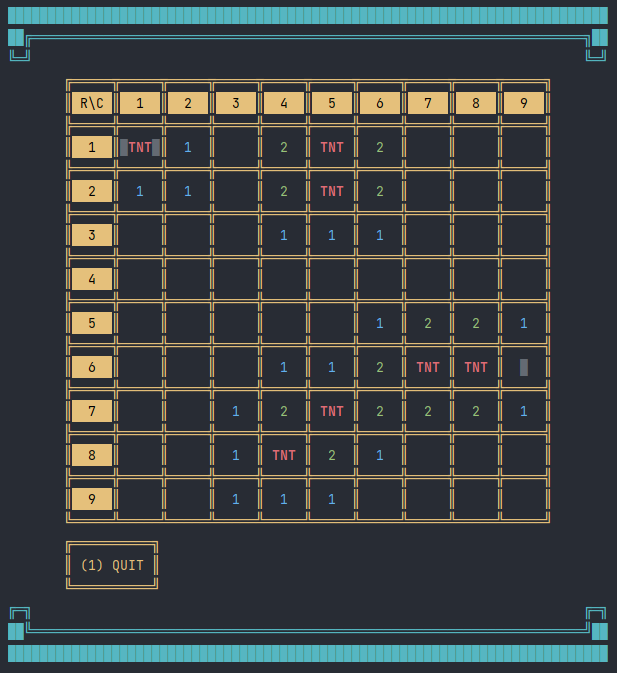 R\C 1 2 3 4 5 6 7 8 9
1 TNT 1 2 TNT 2
2 1 1 2 TNT 2
3 1 1 1
4
5 1 2 2 1
6 1 1 2 TNT TNT
7 1 2 TNT 2 2 2 1
8 1 TNT 2 1
9 1 1 1
(1) QUIT